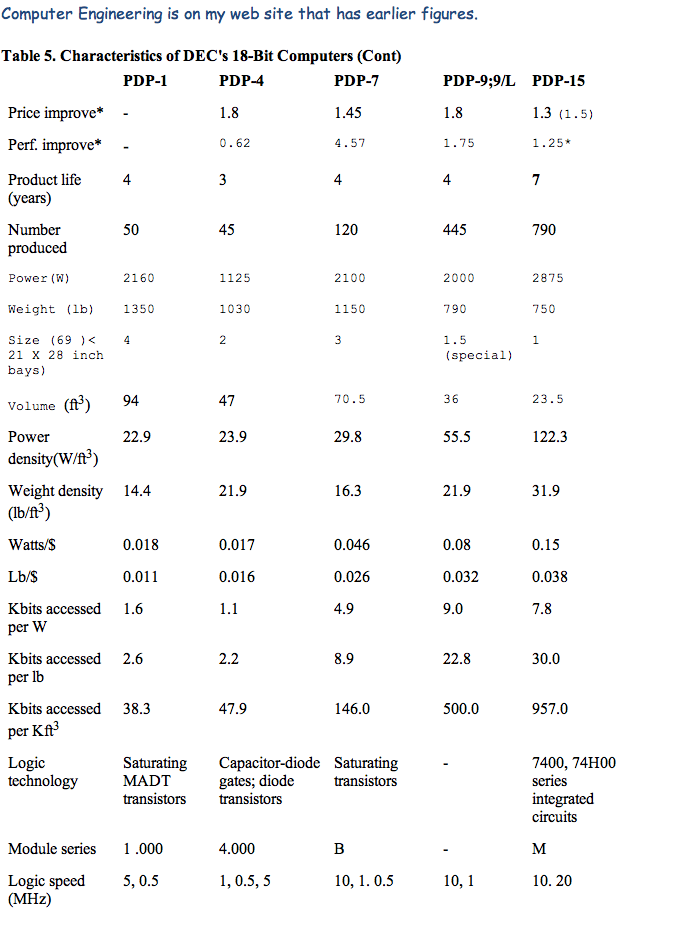 Computer Engineering is on my web site that has earlier figures.
Table 5. Characteristics of DEC's 18-Bit Computers (Cont)
PDP-1 PDP-4 PDP-7 PDP-9;9/L PDP-15
Price improve* - 1.8 1.45 1.8 1.3 (1.5)
Perf. improve* - 0.62 4.57 1.75 1.25*
Product life 4 3 4 4 7
(years)
Number 50 45 120 445 790
produced
Power(W) 2160 1125 2100 2000 2875
Weight (lb) 1350 1030 1150 790 750
Size (69 )< 4 2 3 1.5 1
21 X 28 inch (special)
bays)
Volume (ft³) 94 47 70.5 36 23.5
Power 22.9 23.9 29.8 55.5 122.3
density(W/ft³)
Weight density 14.4 21.9 16.3 21.9 31.9
(lb/ft³)
Watts/$ 0.018 0.017 0.046 0.08 0.15
Lb/$ 0.011 0.016 0.026 0.032 0.038
Kbits accessed 1.6 1.1 4.9 9.0 7.8
per W
Kbits accessed 2.6 2.2 8.9 22.8 30.0
per lb
Kbits accessed 38.3 47.9 146.0 500.0 957.0
per Kft³
Logic Saturating Capacitor-diode Saturating - 7400, 74H00
technology MADT gates; diode transistors series
transistors transistors integrated
circuits
Module series 1 .000 4.000 B - M
Logic speed 5, 0.5 1, 0.5, 5 10, 1. 0.5 10, 1 10. 20
(MHz)